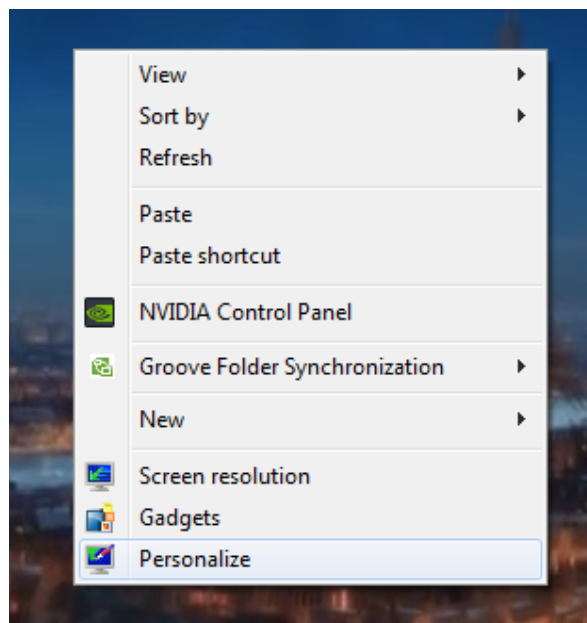 View
Sort by
Refresh
Paste
Paste shortcut
NVIDIA Control Panel
Groove Folder Synchronization
New
Screen resolution
Gadgets
Personalize